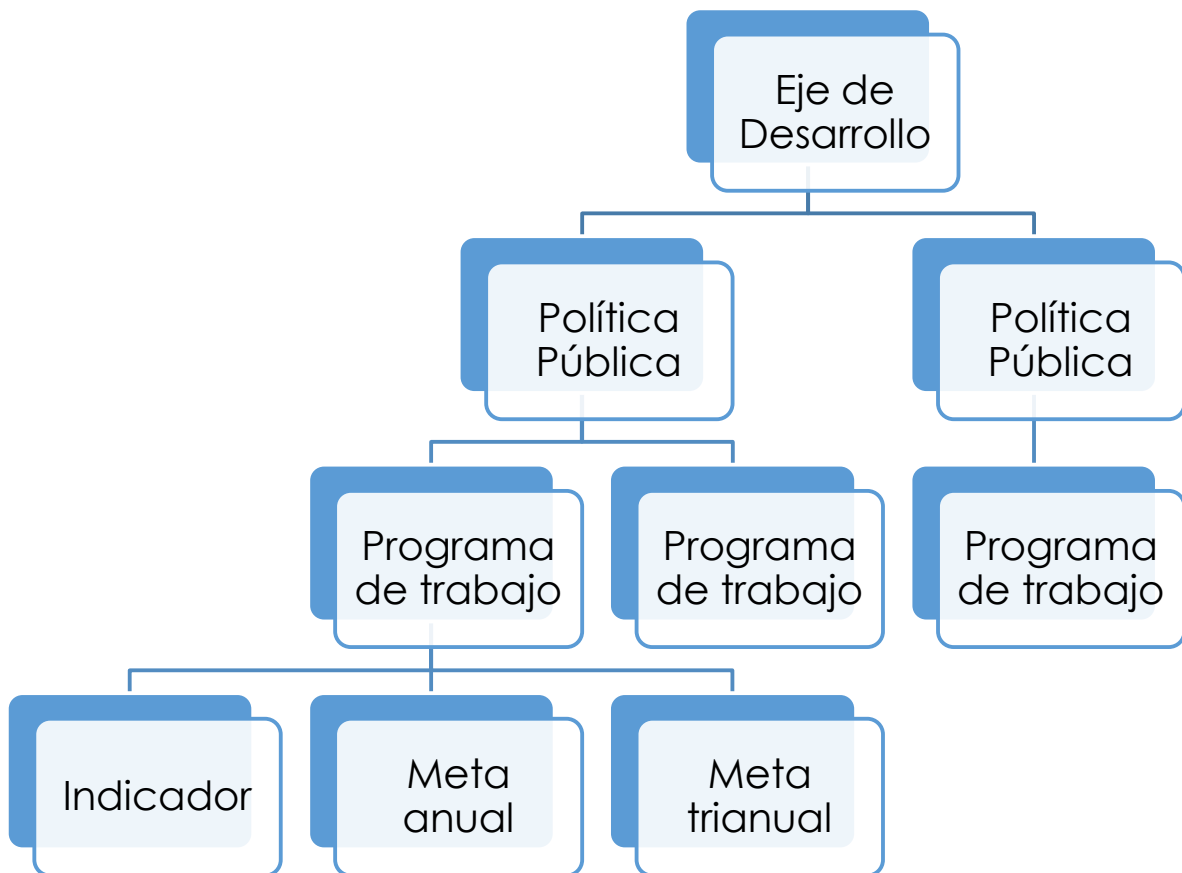 Eje de
Desarrollo
Política
Pública
Política
Pública
Programa
de trabajo
Programa
de trabajo
Programa
de trabajo
Indicador
Meta
anual
Meta
trianual